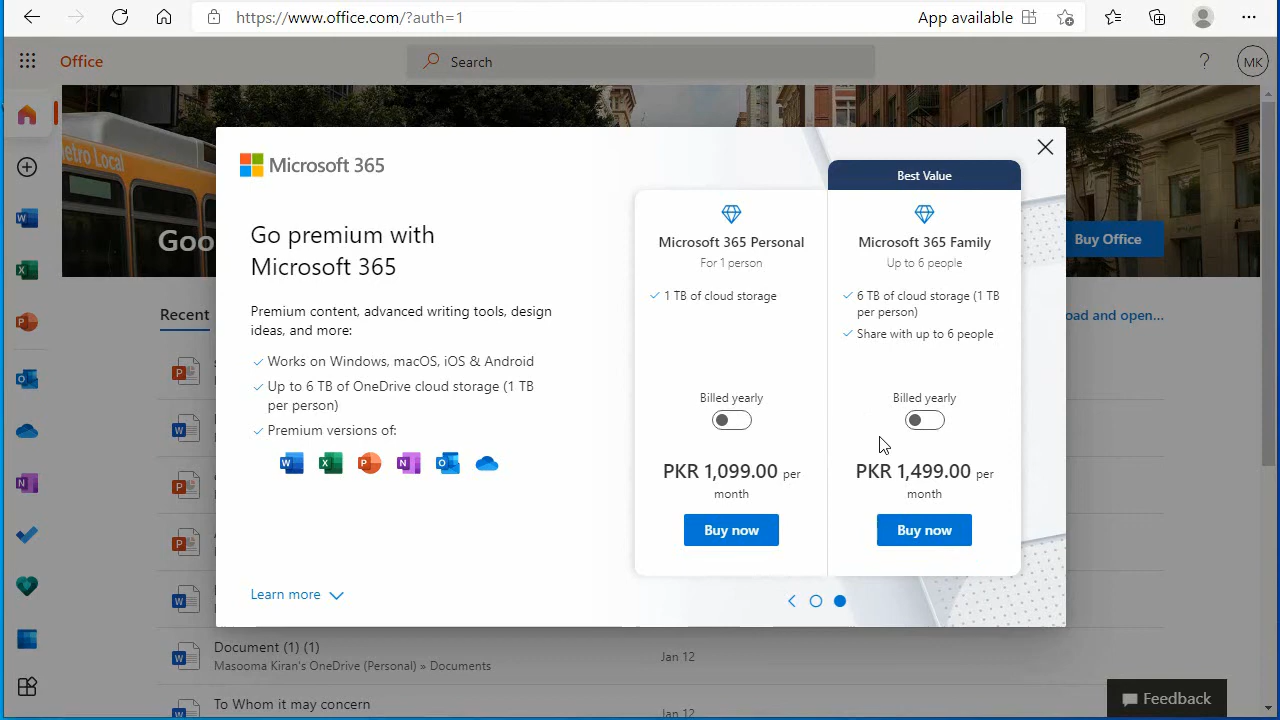 https://www.office.com/?auth=1
App available
Office
Search
?
MK
etro Local
Goo
Buy Office
Recent
oad and open...
Microsoft 365
Go premium with
Microsoft 365
Premium content, advanced writing tools, design
ideas, and more:
Works on Windows, macOS, iOS & Android
Up to 6 TB of OneDrive cloud storage (1 TB
per person)
Premium versions of:
Learn more
Microsoft 365 Personal
For 1 person
1 TB of cloud storage
Billed yearly
PKR 1,099.00 per
month
Buy now
Best Value
Microsoft 365 Family
Up to 6 people
6 TB of cloud storage (1 TB
per person)
Share with up to 6 people
Billed yearly
PKR 1,499.00 per
month
Buy now
Document (1) (1)
Masooma Kiran's OneDrive (Personal) » Documents
Jan 12
To Whom it may concern
Jan 12
Feedback